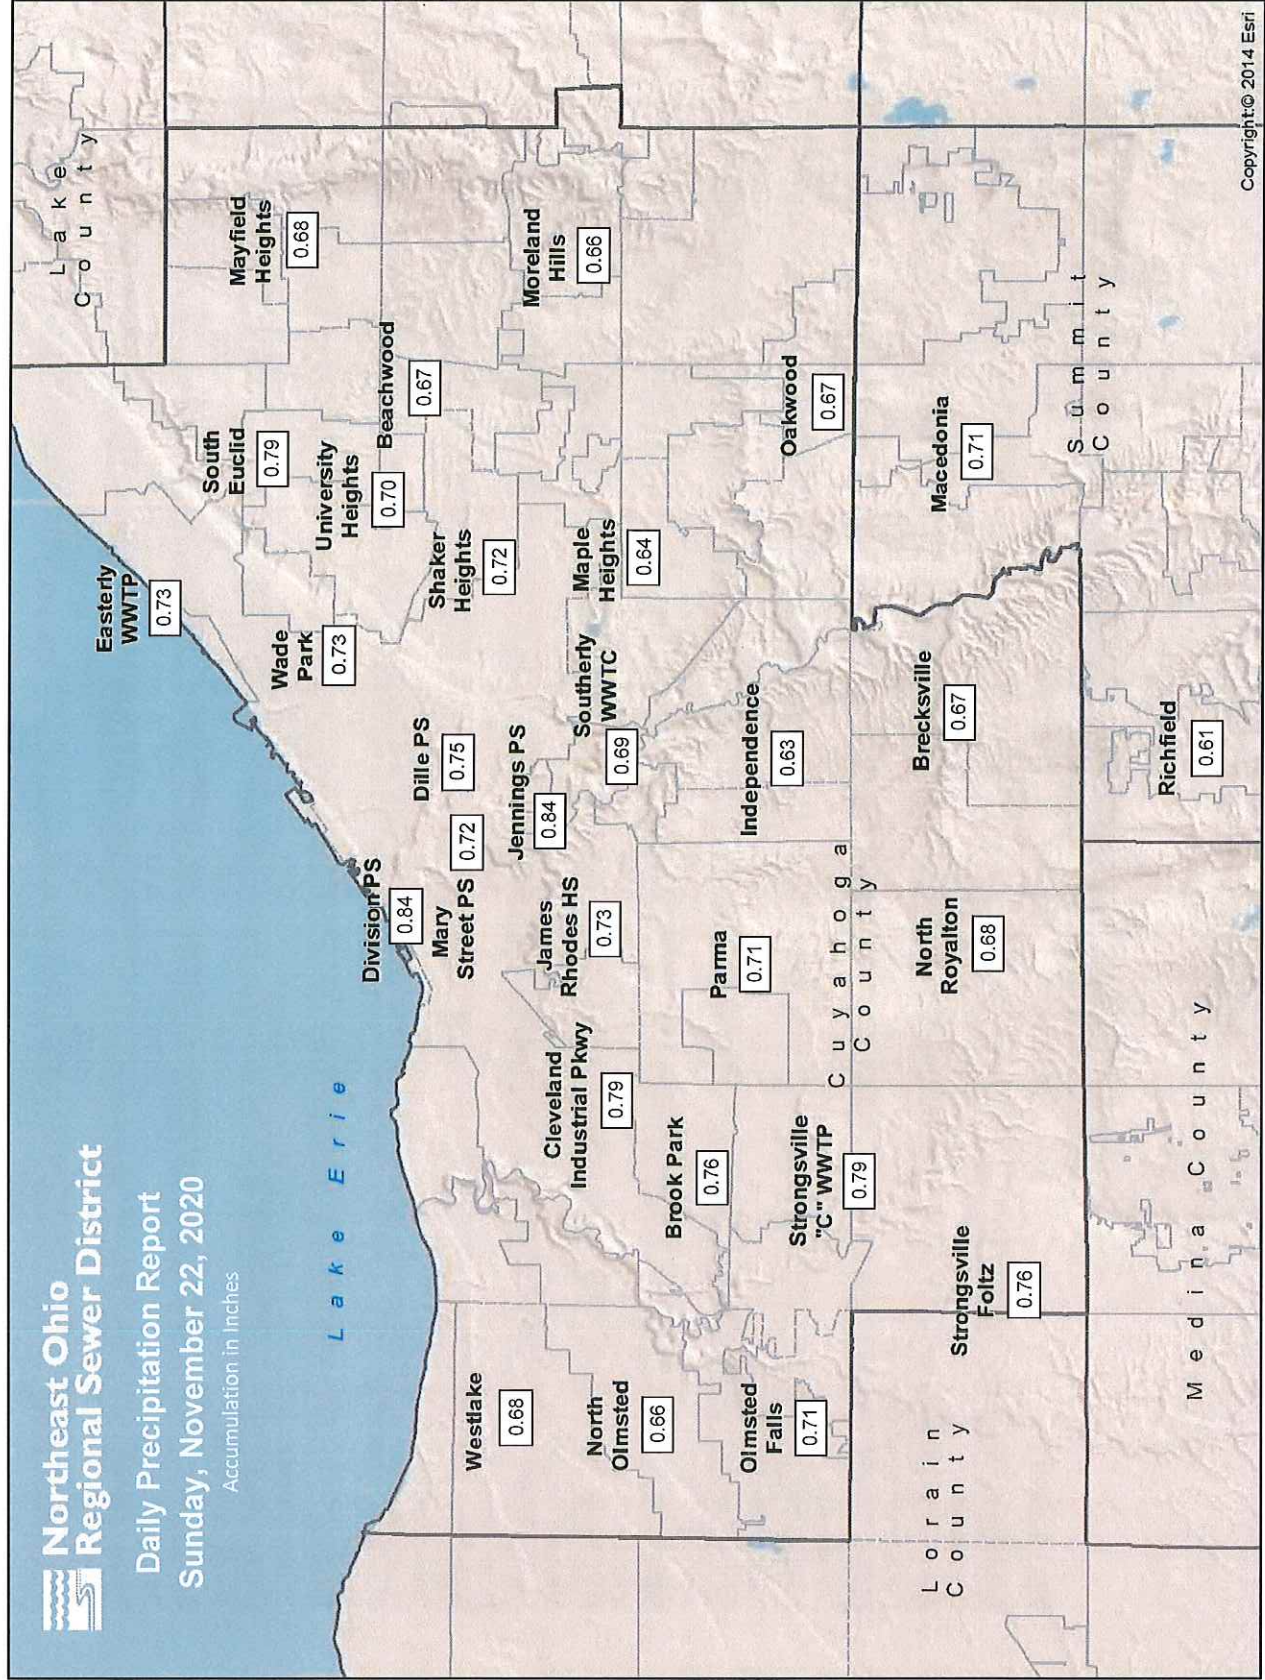 Northeast Ohio
Regional Sewer District
Daily Precipitation Report
Sunday, November 22, 2020
Accumulation in Inches
Lake Erie
Lake
County
Easterly
WWTP
0.73
South
Euclid
0.79
Mayfield
Heights
0.68
Wade
Park
0.73
University
Heights
0.70
Beachwood
0.67
Division PS
0.84
Dille PS
0.75
Shaker
Heights
0.72
Mary
Street PS
0.72
Westlake
0.68
Jennings PS
0.84
Moreland
Hills
0.66
Cleveland
Industrial Pkwy
0.79
James
Rhodes HS
0.73
Southerly
WWTC
0.69
Maple
Heights
0.64
North
Olmsted
0.66
Brook Park
0.76
Parma
0.71
Independence
0.63
Olmsted
Falls
0.71
Strongsville
"C" WWTP
0.79
Oakwood
0.67
Cuyahoga
County
Lorain
County
Strongsville
Foltz
0.76
North
Royalton
0.68
Brecksville
0.67
Macedonia
0.71
Summit
County
Medina County
Richfield
0.61
Copyright:© 2014 Esri